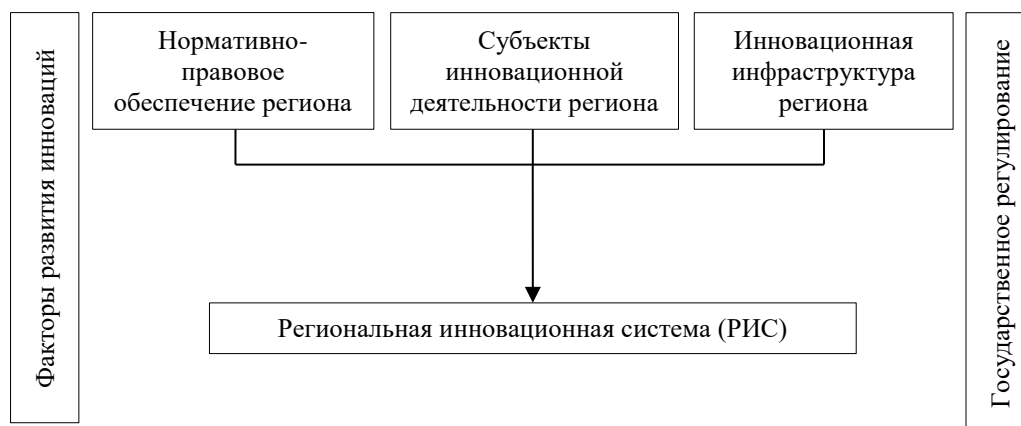 Факторы развития инноваций
Нормативно-
правовое
обеспечение региона
Субъекты
инновационной
деятельности региона
Инновационная
инфраструктура
региона
Региональная инновационная система (РИС)
Государственное регулирование